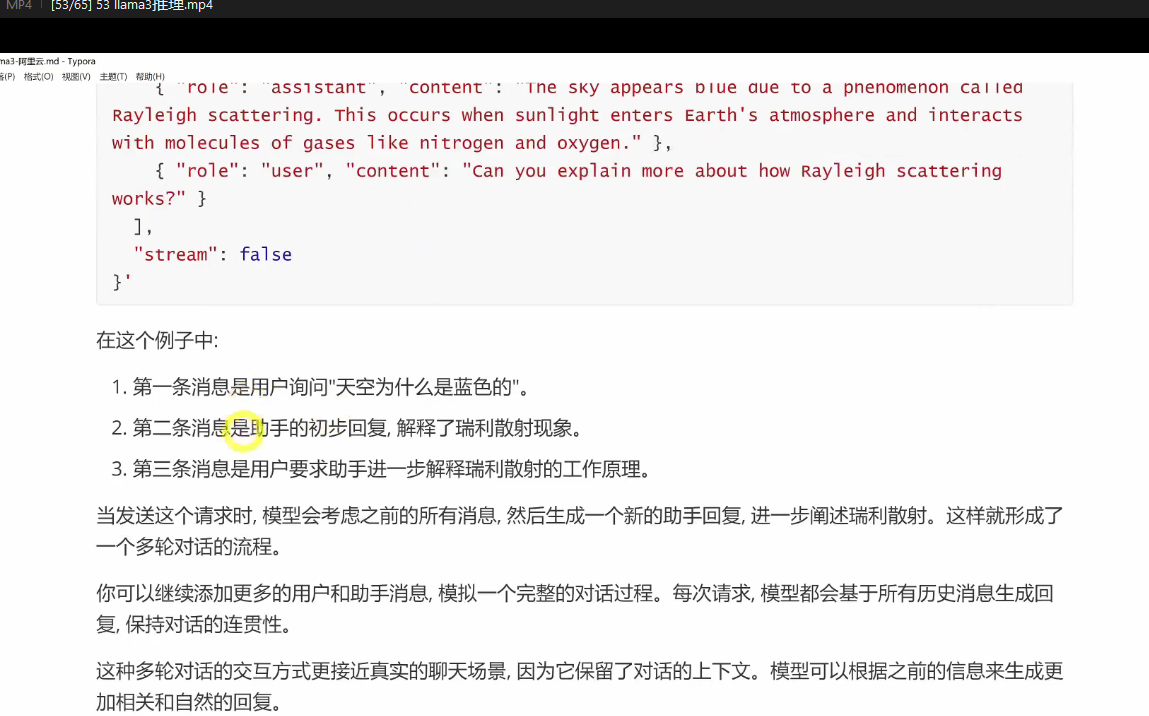 MP4 [53/65] 53 llama3推理.mp4
ma3-阿里云.md - Typora
落(P) 格式(O) 视图(V) 主题(T) 帮助(H)
{ "role": "assistant", "content": "The sky appears blue due to a phenomenon called
Rayleigh scattering. This occurs when sunlight enters Earth's atmosphere and interacts
with molecules of gases like nitrogen and oxygen." },
{ "role": "user", "content": "Can you explain more about how Rayleigh scattering
works?" }
],
"stream": false
}'
在这个例子中:
1. 第一条消息是用户询问"天空为什么是蓝色的"。
2. 第二条消息是助手的初步回复, 解释了瑞利散射现象。
3. 第三条消息是用户要求助手进一步解释瑞利散射的工作原理。
当发送这个请求时, 模型会考虑之前的所有消息, 然后生成一个新的助手回复, 进一步阐述瑞利散射。这样就形成了
一个多轮对话的流程。
你可以继续添加更多的用户和助手消息, 模拟一个完整的对话过程。每次请求, 模型都会基于所有历史消息生成回
复, 保持对话的连贯性。
这种多轮对话的交互方式更接近真实的聊天场景, 因为它保留了对话的上下文。模型可以根据之前的信息来生成更
加相关和自然的回复。